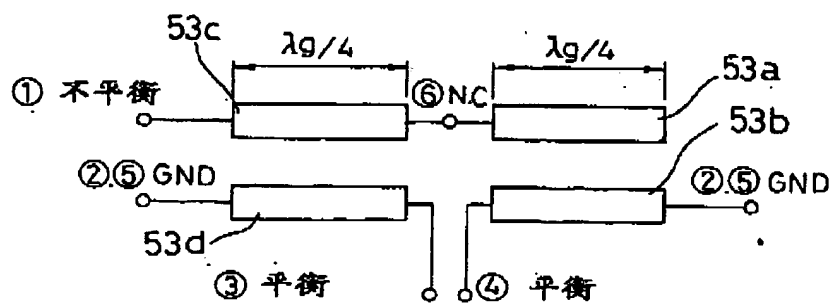 53c
λg/4
λg/4
① 不平衡
⑥ N.C
53a
53b
②.⑤ GND
②.⑤ GND
53d
③ 平衡
④ 平衡